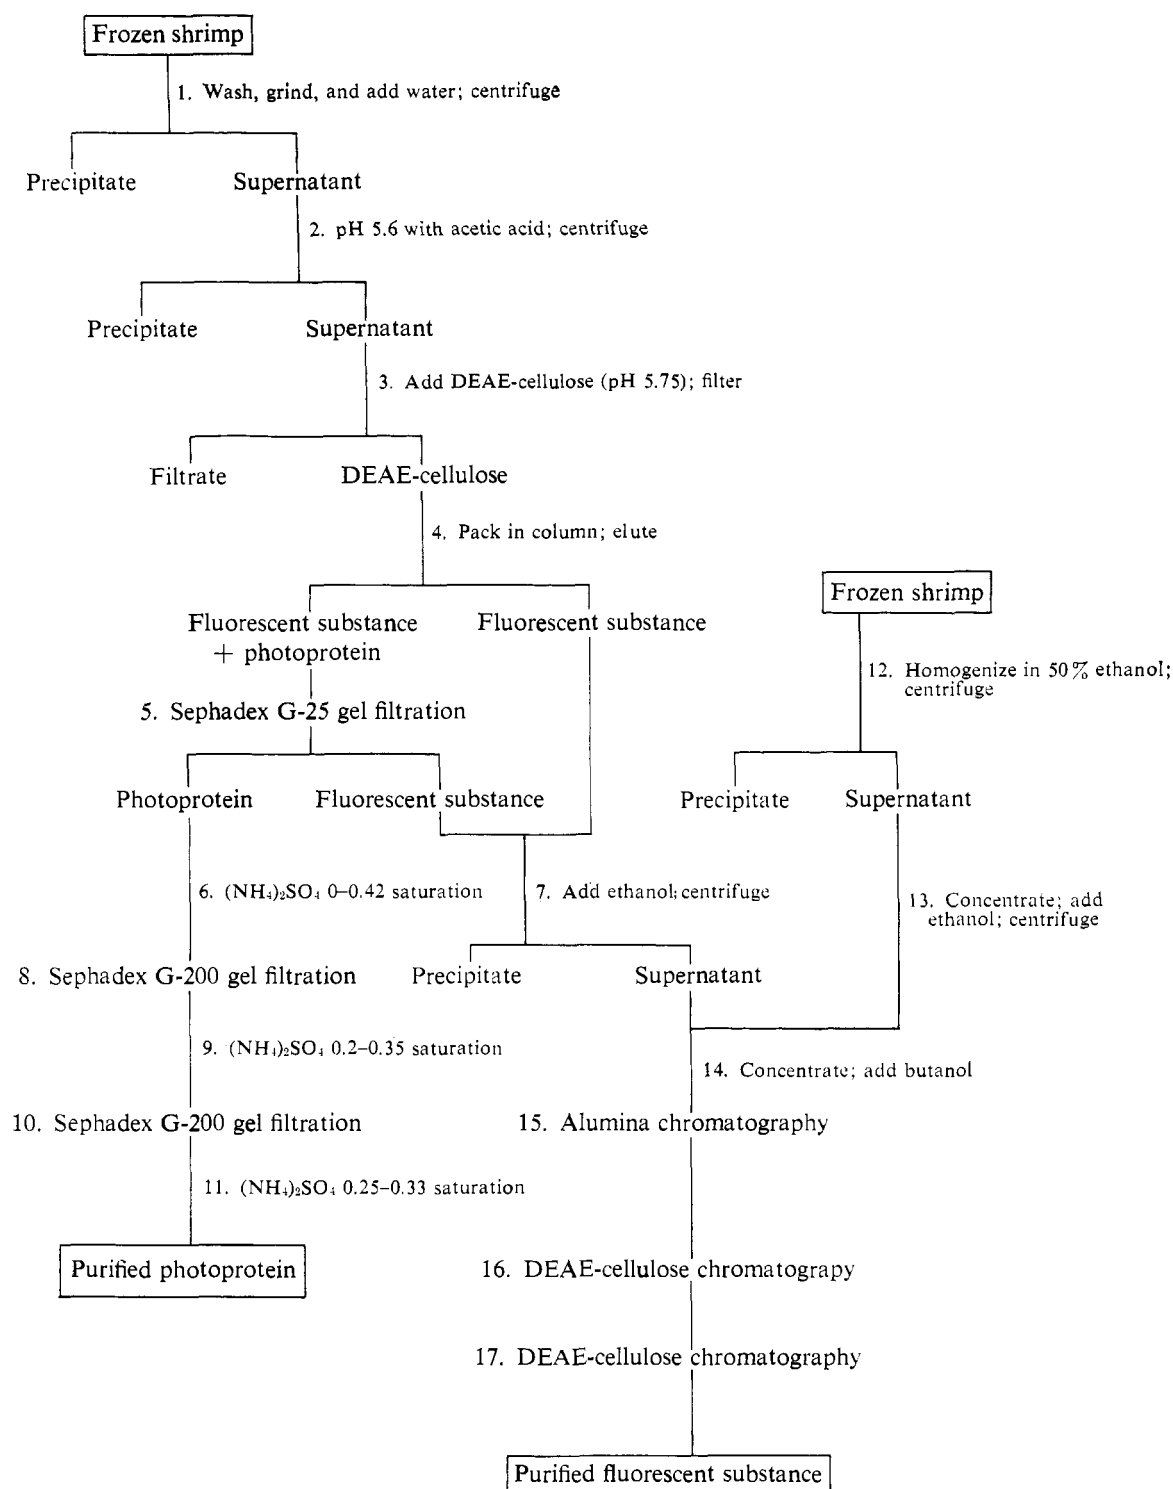 Frozen shrimp
1. Wash, grind, and add water; centrifuge
Precipitate
Supernatant
2. pH 5.6 with acetic acid; centrifuge
Precipitate
Supernatant
3. Add DEAE-cellulose (pH 5.75); filter
Filtrate
DEAE-cellulose
4. Pack in column; elute
Fluorescent substance
+ photoprotein
Fluorescent substance
5. Sephadex G-25 gel filtration
Photoprotein
Fluorescent substance
Frozen shrimp
12. Homogenize in 50% ethanol;
centrifuge
Precipitate
Supernatant
6. (NH₄)₂SO₄ 0–0.42 saturation
7. Add ethanol; centrifuge
13. Concentrate; add
ethanol; centrifuge
8. Sephadex G-200 gel filtration
Precipitate
Supernatant
9. (NH₄)₂SO₄ 0.2–0.35 saturation
14. Concentrate; add butanol
10. Sephadex G-200 gel filtration
15. Alumina chromatography
11. (NH₄)₂SO₄ 0.25–0.33 saturation
Purified photoprotein
16. DEAE-cellulose chromatograpy
17. DEAE-cellulose chromatography
Purified fluorescent substance